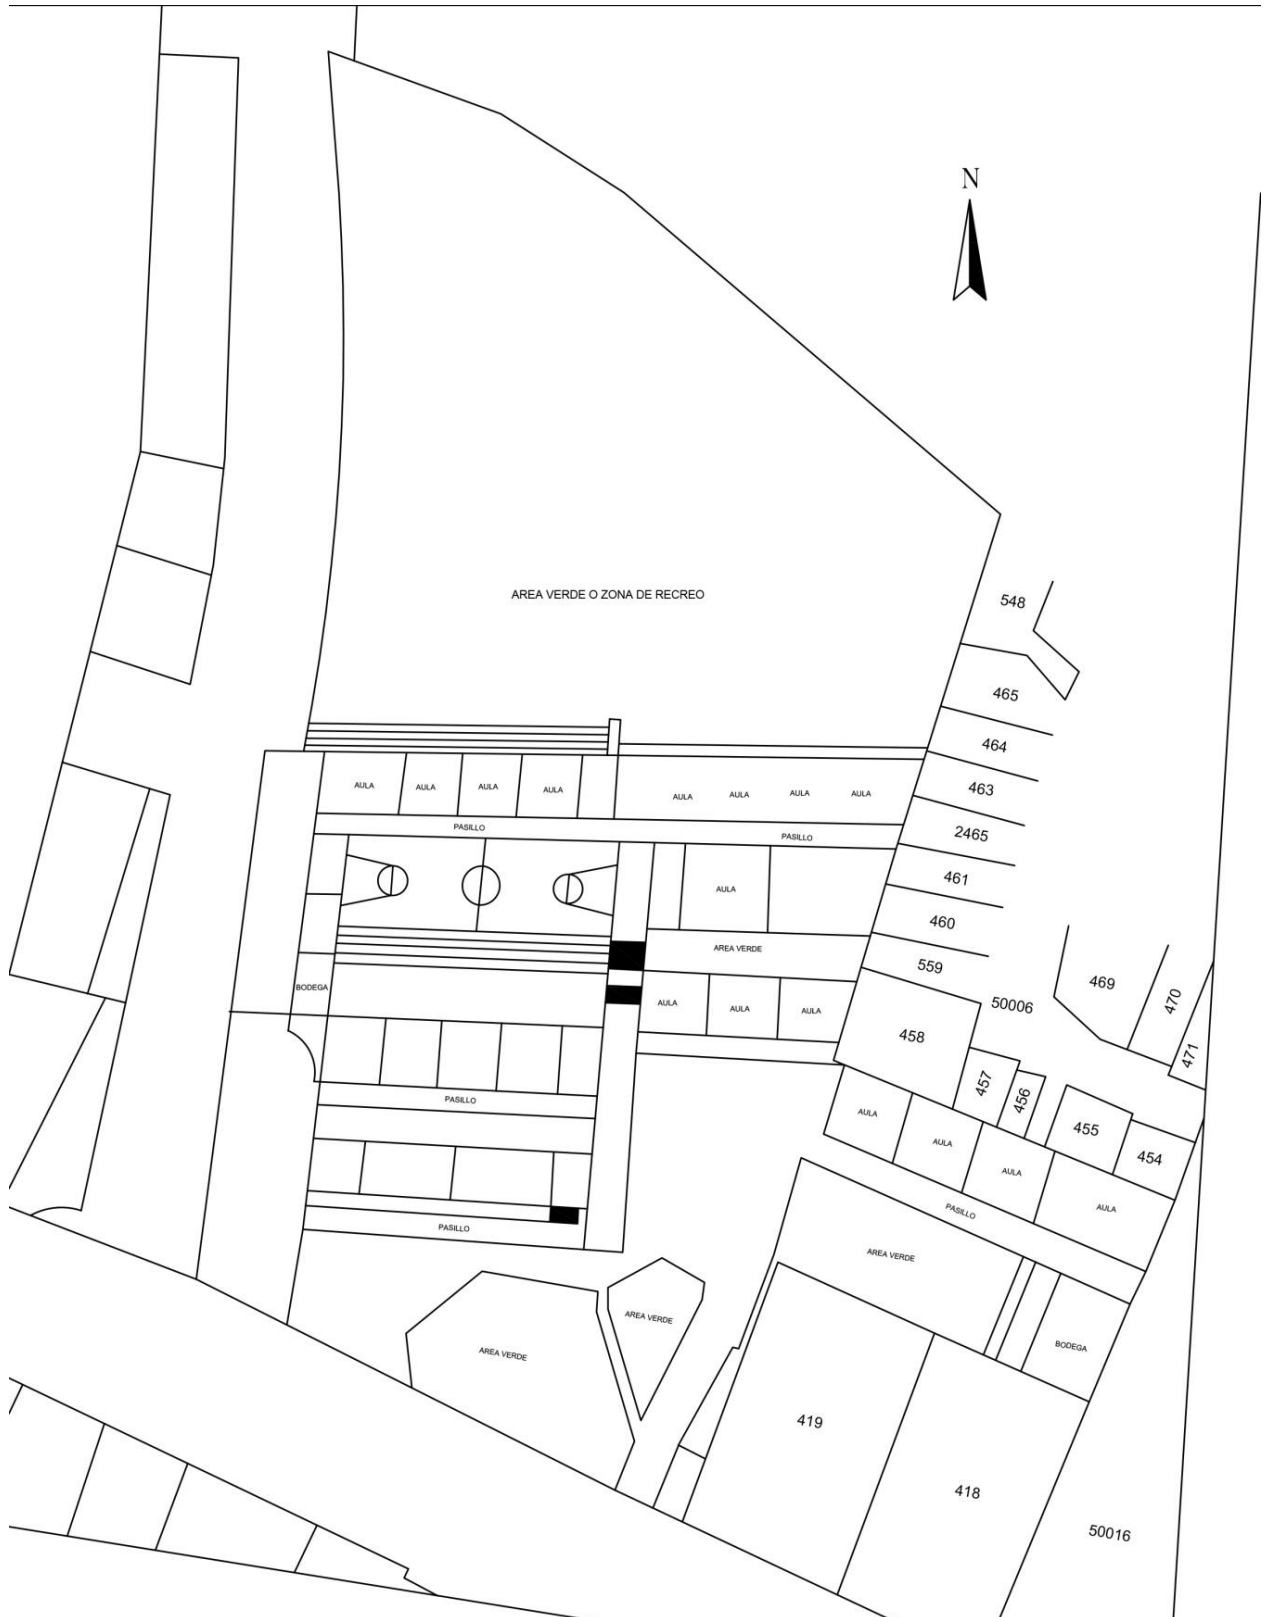 N
AREA VERDE O ZONA DE RECREO
548
465
464
463
2465
461
460
559
50006
458
457
456
455
454
469
470
471
AULA
AULA
AULA
AULA
AULA
AULA
AULA
AULA
PASILLO
PASILLO
AULA
AREA VERDE
BODEGA
AULA
AULA
AULA
PASILLO
AULA
AULA
AULA
AULA
PASILLO
PASILLO
AREA VERDE
AREA VERDE
AREA VERDE
BODEGA
419
418
50016